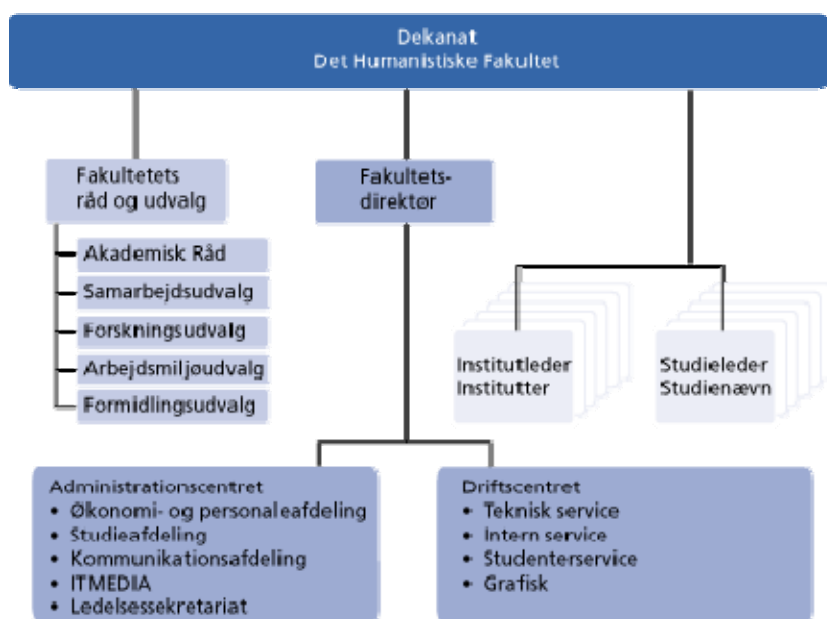 Dekanat
Det Humanistiske Fakultet
Fakultetets
råd og udvalg
Akademisk Råd
Samarbejdsudvalg
Forskningsudvalg
Arbejdsmiljøudvalg
Formidlingsudvalg
Fakultets-
direktør
Institutleder
Institutter
Studieleder
Studienævn
Administrationscentret
• Økonomi- og personaleafdeling
• Studieafdeling
• Kommunikationsafdeling
• ITMEDIA
• Ledelsessekretariat
Driftscentret
• Teknisk service
• Intern service
• Studenterservice
• Grafisk